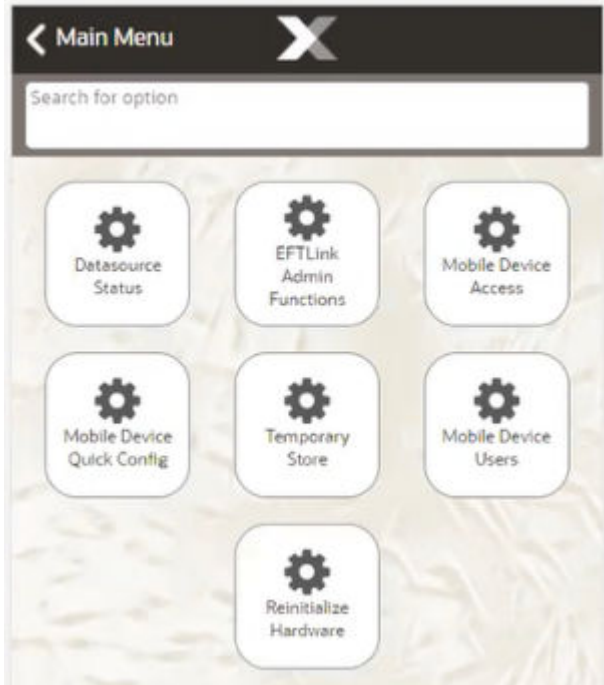 Main Menu
Search for option
Datasource
Status
EFTLink
Admin
Functions
Mobile Device
Access
Mobile Device
Quick Config
Temporary
Store
Mobile Device
Users
Reinitialize
Hardware